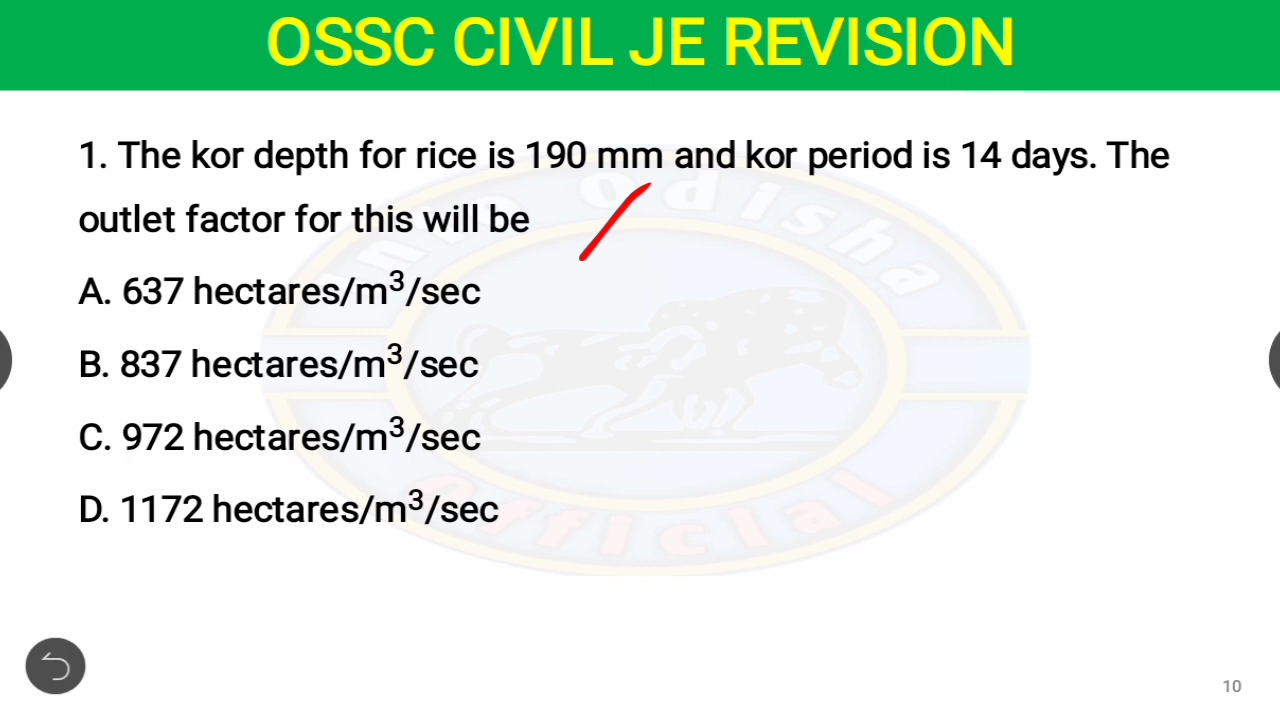 OSSC CIVIL JE REVISION
1. The kor depth for rice is 190 mm and kor period is 14 days. The
outlet factor for this will be
A. 637 hectares/m³/sec
B. 837 hectares/m³/sec
C. 972 hectares/m³/sec
D. 1172 hectares/m³/sec
odisha
official
10